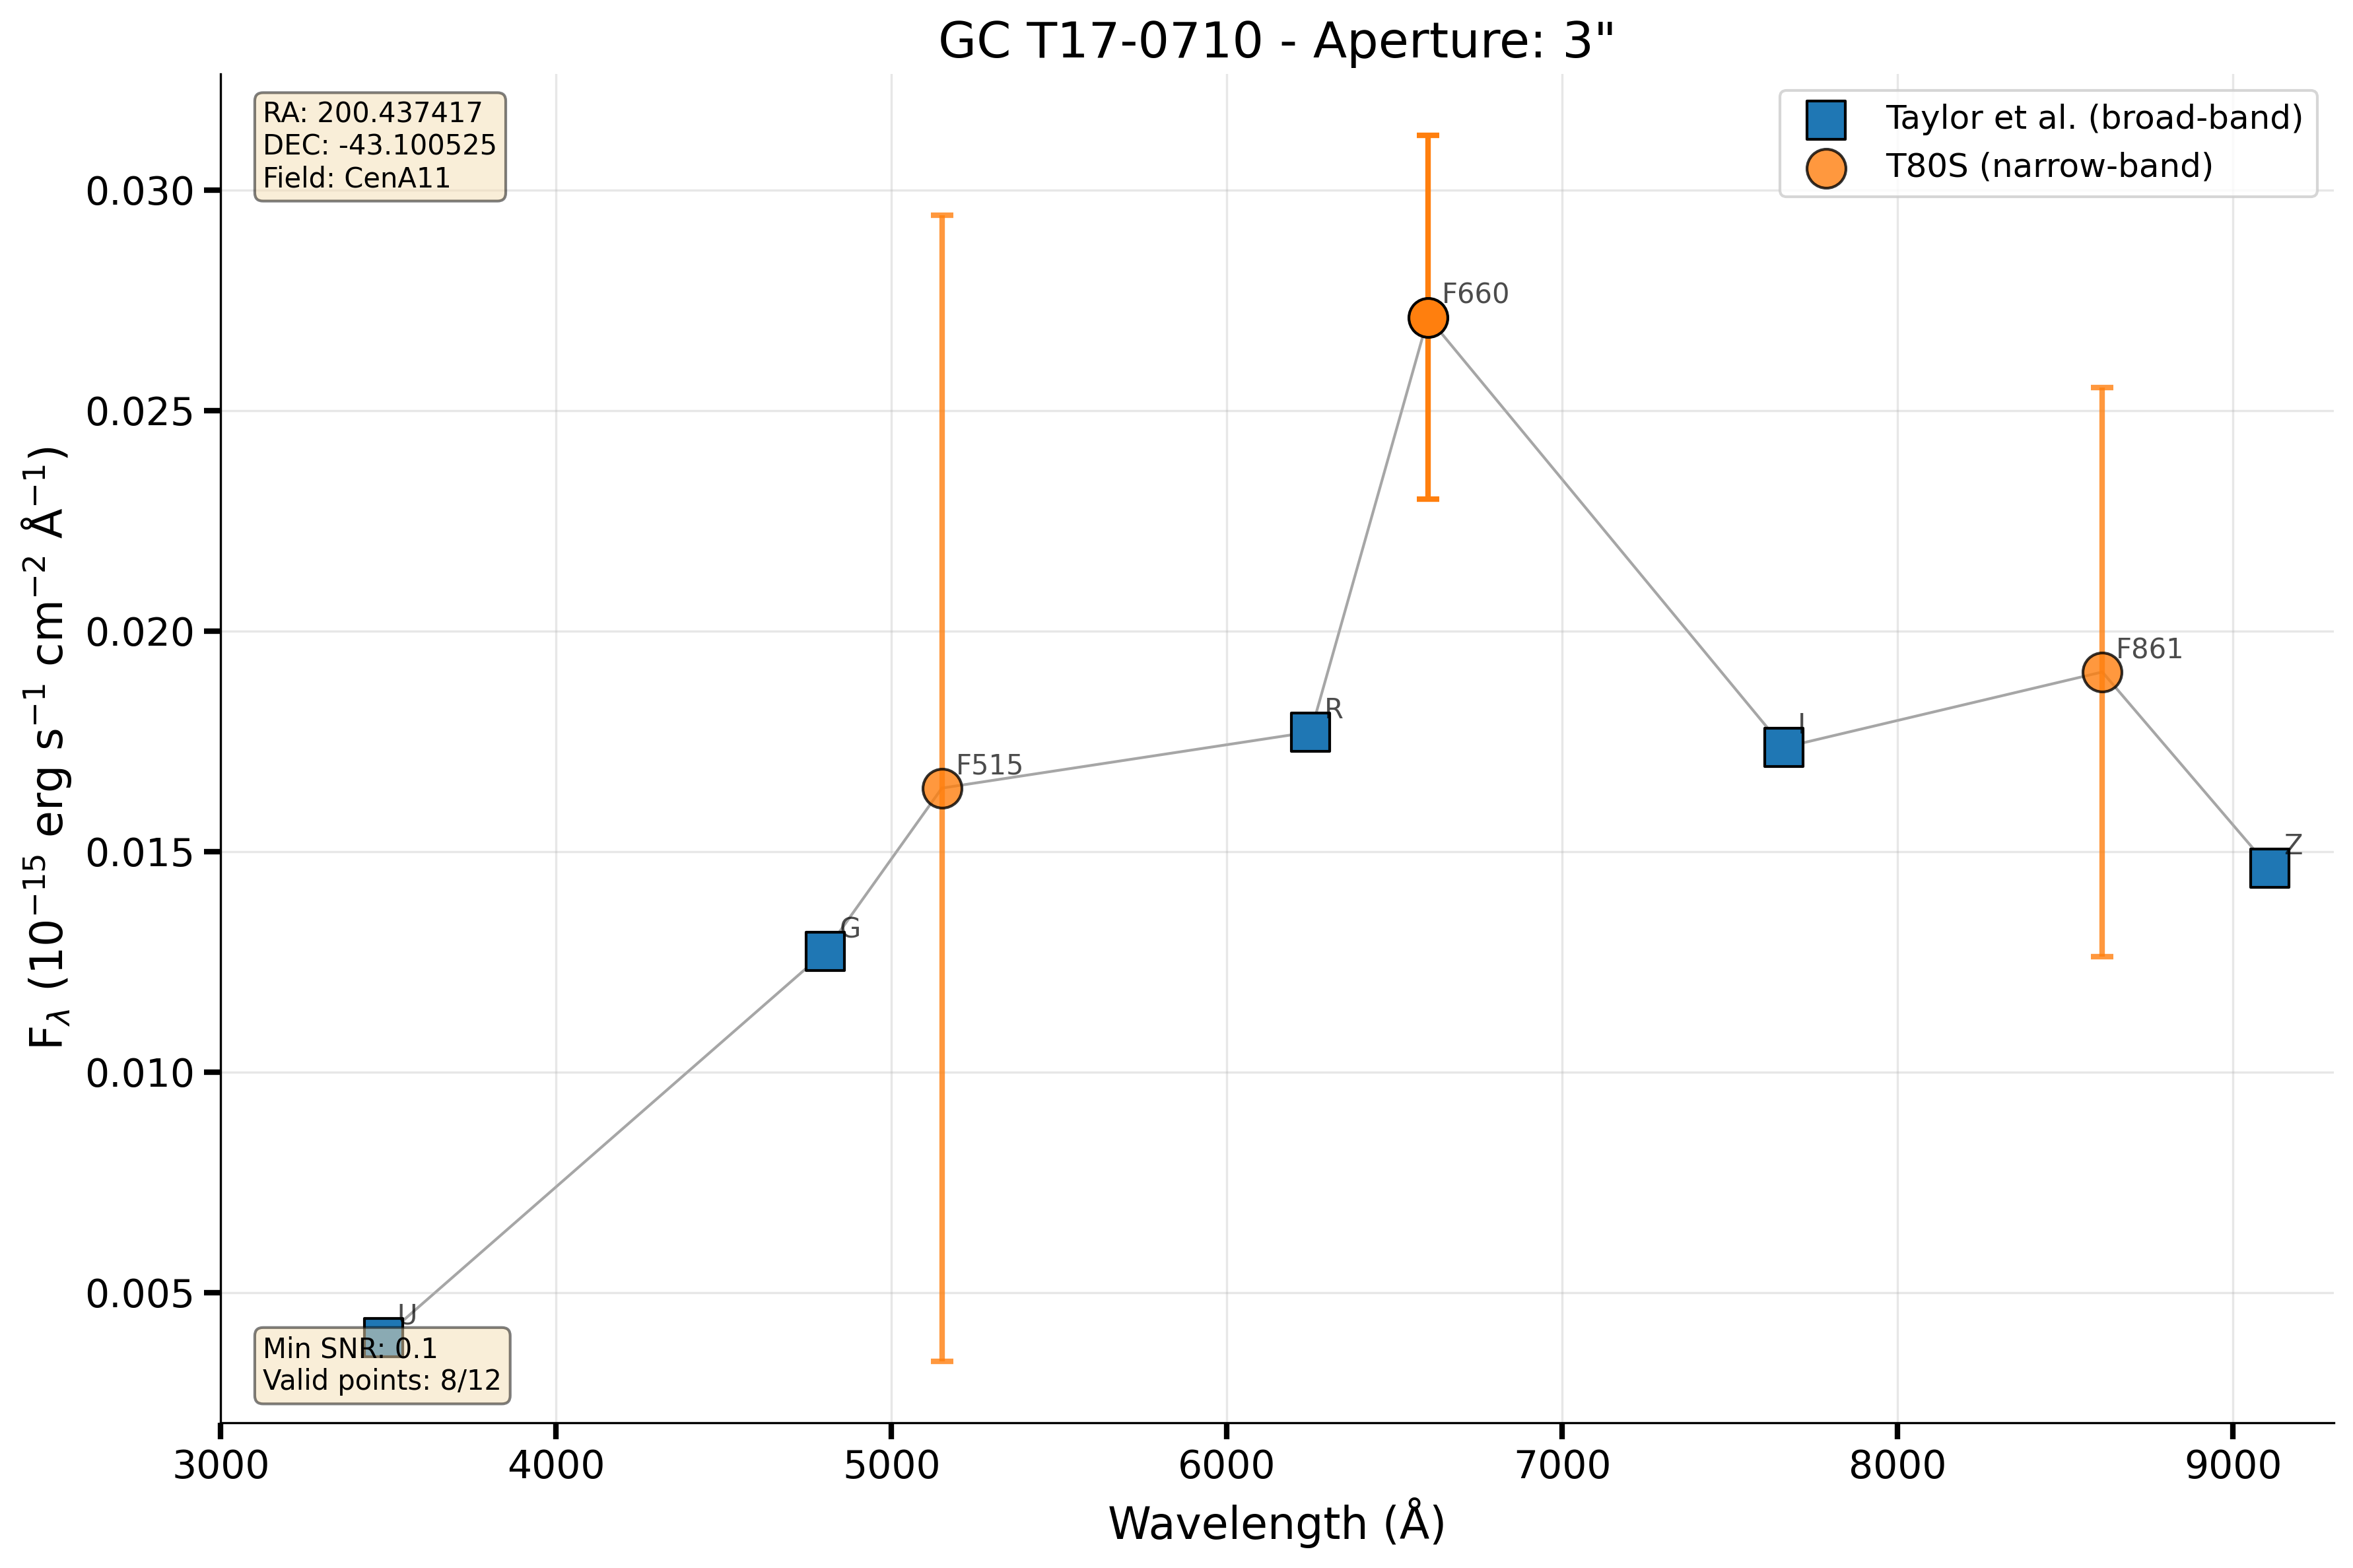 GC T17-0710 - Aperture: 3"
RA: 200.437417
DEC: -43.100525
Field: CenA11
Taylor et al. (broad-band)
T80S (narrow-band)
F660
F861
R
I
F515
Z
G
U
Min SNR: 0.1
Valid points: 8/12
0.030
0.025
0.020
0.015
0.010
0.005
F_λ (10⁻¹⁵ erg s⁻¹ cm⁻² Å⁻¹)
3000 4000 5000 6000 7000 8000 9000
Wavelength (Å)